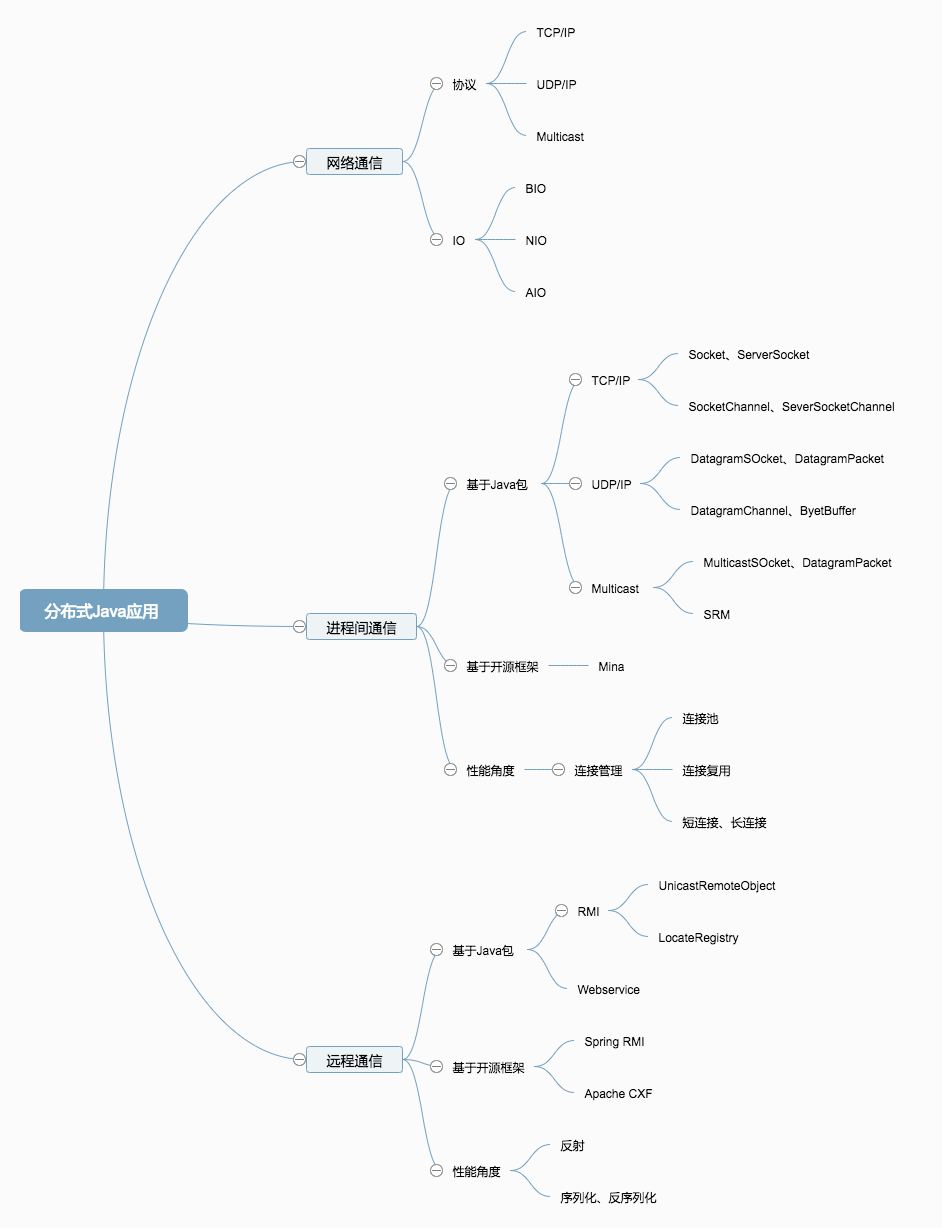 分布式Java应用
网络通信
协议
TCP/IP
UDP/IP
Multicast
IO
BIO
NIO
AIO
进程间通信
基于Java包
TCP/IP
Socket、ServerSocket
SocketChannel、SeverSocketChannel
UDP/IP
DatagramSOcket、DatagramPacket
DatagramChannel、ByetBuffer
Multicast
MulticastSOcket、DatagramPacket
SRM
基于开源框架
Mina
性能角度
连接管理
连接池
连接复用
短连接、长连接
远程通信
基于Java包
RMI
UnicastRemoteObject
LocateRegistry
Webservice
基于开源框架
Spring RMI
Apache CXF
性能角度
反射
序列化、反序列化